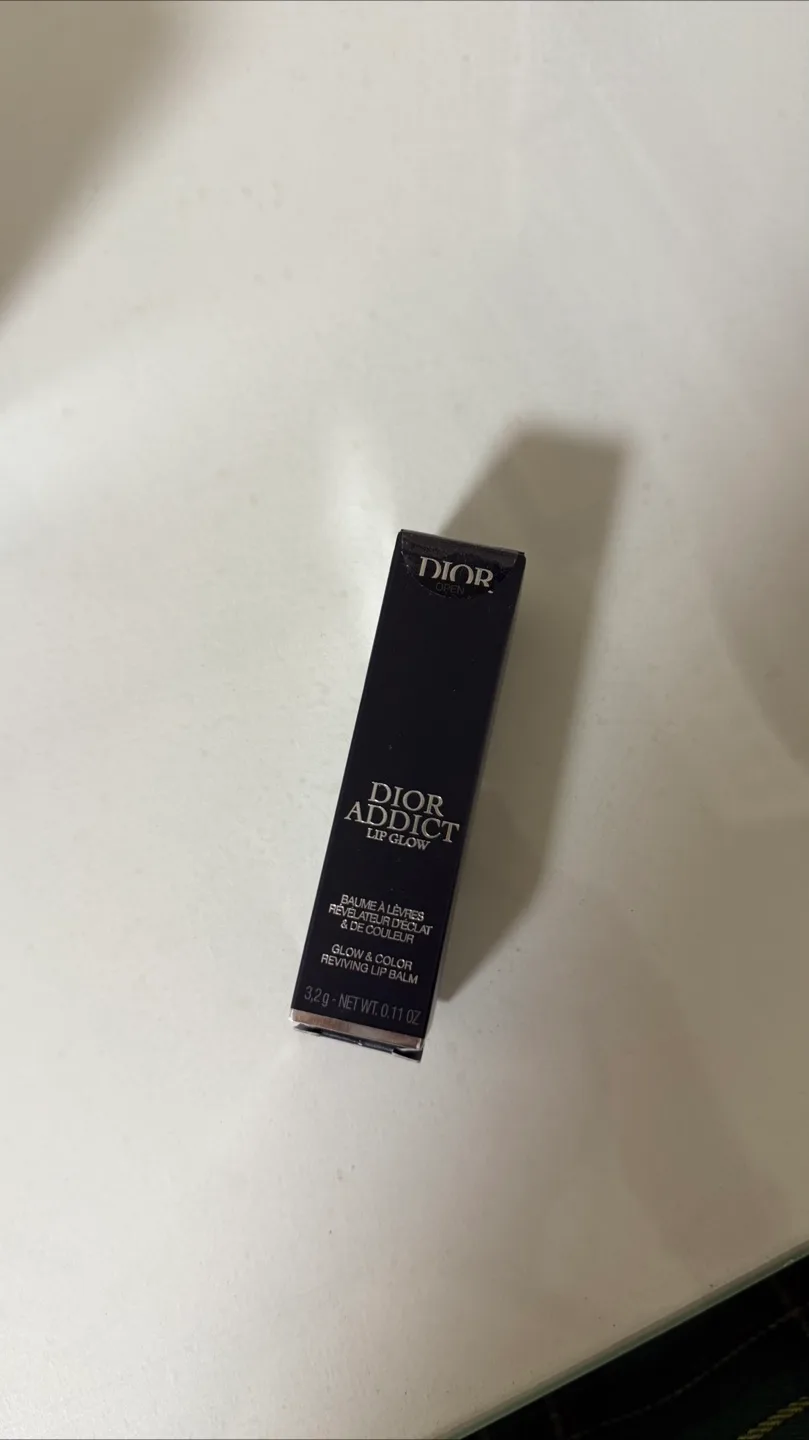 DIOR
OPEN
DIOR
ADDICT
LIP GLOW
BAUME À LÈVRES
RÉVÉLATEUR D'ÉCLAT
& DE COULEUR
GLOW & COLOR
REVIVING LIP BALM
3,2 g - NET WT. 0.11 OZ